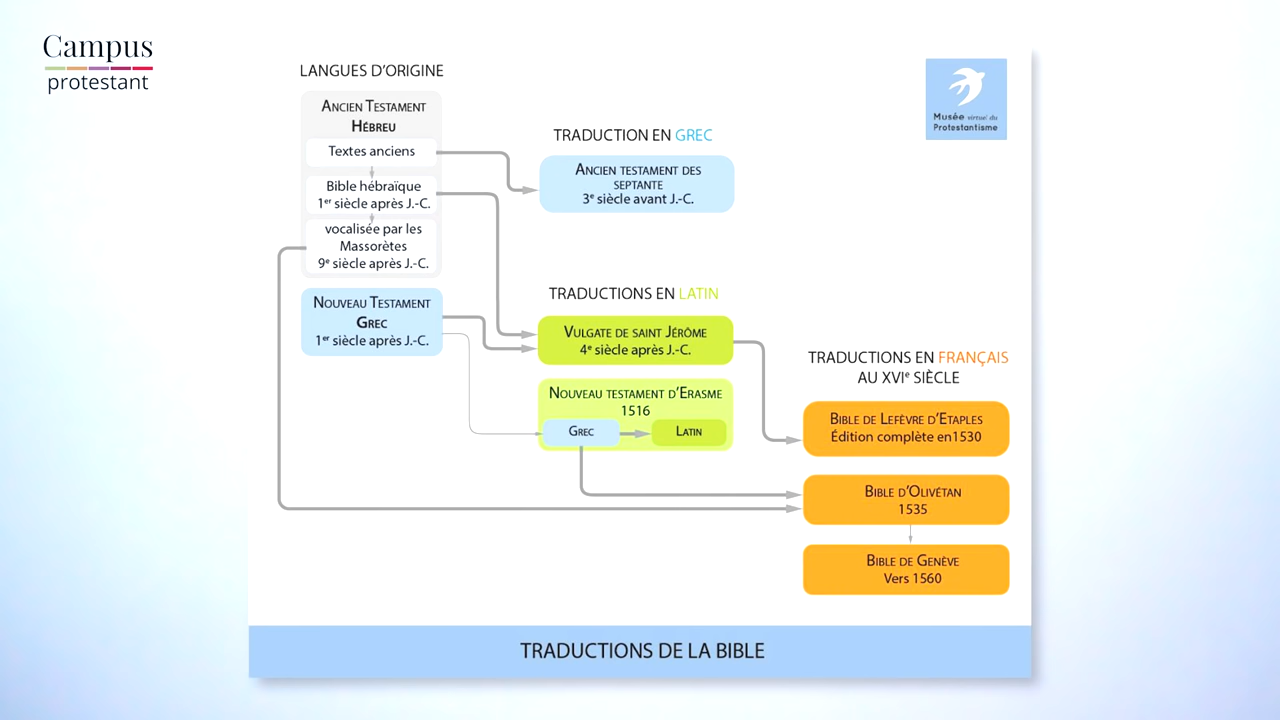 Campus
protestant
LANGUES D'ORIGINE
ANCIEN TESTAMENT
HÉBREU
Textes anciens
Bible hébraïque
1er siècle après J.-C.
vocalisée par les
Massorètes
9e siècle après J.-C.
NOUVEAU TESTAMENT
GREC
1er siècle après J.-C.
TRADUCTION EN GREC
ANCIEN TESTAMENT DES
SEPTANTE
3e siècle avant J.-C.
TRADUCTIONS EN LATIN
VULGATE DE SAINT JÉRÔME
4e siècle après J.-C.
NOUVEAU TESTAMENT D'ERASME
1516
GREC
LATIN
Musée virtuel du
Protestantisme
TRADUCTIONS EN FRANÇAIS
AU XVIe SIÈCLE
BIBLE DE LEFÈVRE D'ETAPLES
Édition complète en1530
BIBLE D'OLIVÉTAN
1535
BIBLE DE GENÈVE
Vers 1560
TRADUCTIONS DE LA BIBLE